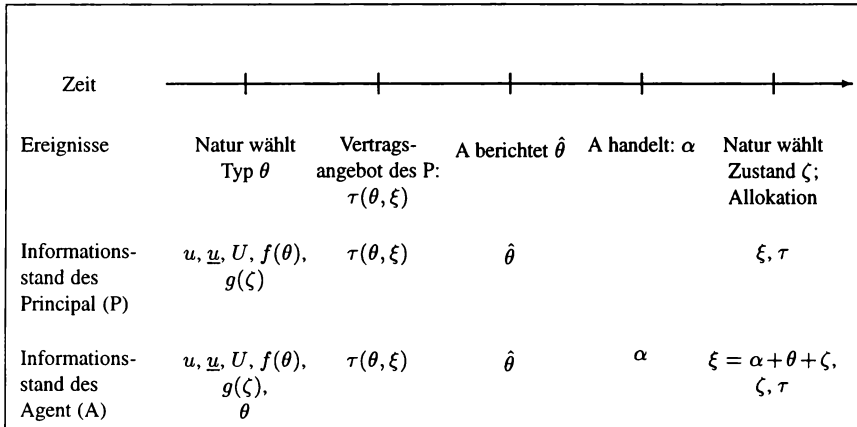 Zeit
Ereignisse Natur wählt Vertrags- A berichtet θ̂ A handelt: α Natur wählt
Typ θ angebot des P: Zustand ζ;
τ(θ, ξ) Allokation
Informations- u, u̲, U, f(θ), τ(θ, ξ) θ̂ ξ, τ
stand des g(ζ)
Principal (P)
Informations- u, u̲, U, f(θ), τ(θ, ξ) θ̂ α ξ = α + θ + ζ,
stand des g(ζ), ζ, τ
Agent (A) θ